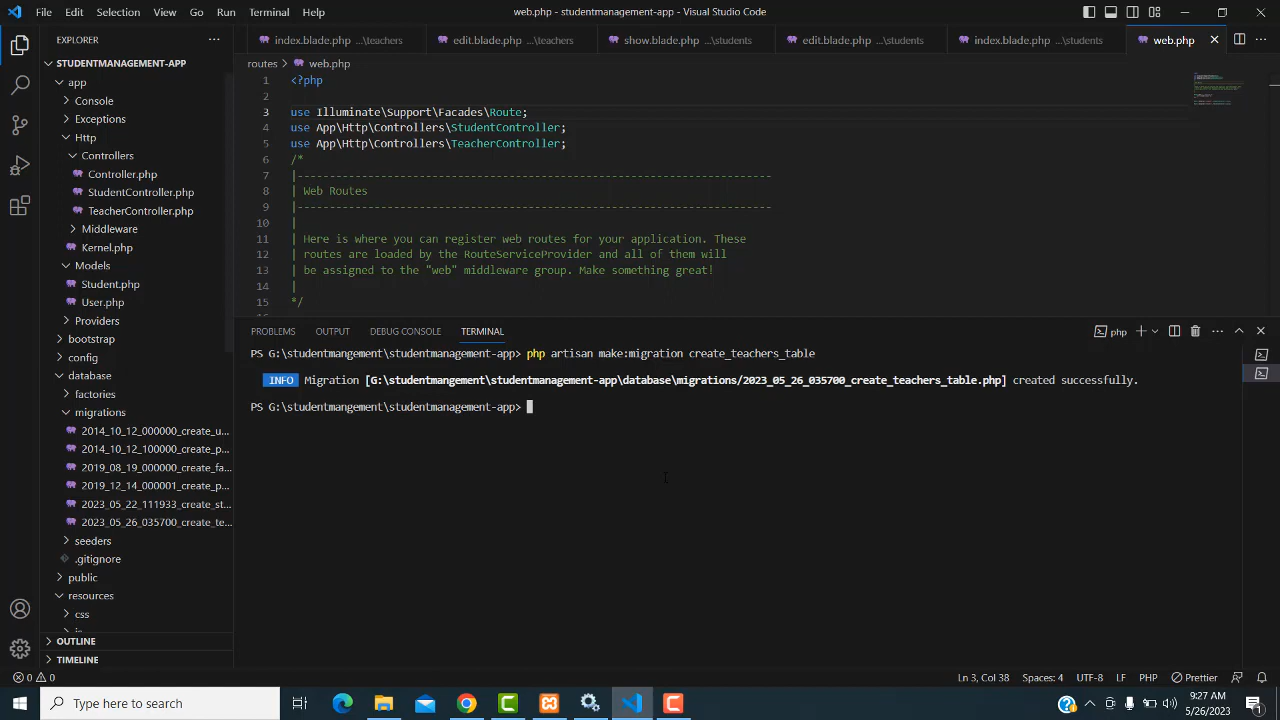 File Edit Selection View Go Run Terminal Help
web.php - studentmanagement-app - Visual Studio Code
EXPLORER
index.blade.php ...\teachers
edit.blade.php ...\teachers
show.blade.php ...\students
edit.blade.php ...\students
index.blade.php ...\students
web.php
STUDENTMANAGEMENT-APP
app
Console
Exceptions
Http
Controllers
Controller.php
StudentController.php
TeacherController.php
Middleware
Kernel.php
Models
Student.php
User.php
Providers
bootstrap
config
database
factories
migrations
2014_10_12_000000_create_u...
2014_10_12_100000_create_p...
2019_08_19_000000_create_fa...
2019_12_14_000001_create_p...
2023_05_22_111933_create_st...
2023_05_26_035700_create_te...
seeders
.gitignore
public
resources
css
OUTLINE
TIMELINE
routes > web.php
1 <?php
2
3 use Illuminate\Support\Facades\Route;
4 use App\Http\Controllers\StudentController;
5 use App\Http\Controllers\TeacherController;
6 /*
7 |--------------------------------------------------------------------------
8 | Web Routes
9 |--------------------------------------------------------------------------
10 |
11 | Here is where you can register web routes for your application. These
12 | routes are loaded by the RouteServiceProvider and all of them will
13 | be assigned to the "web" middleware group. Make something great!
14 |
15 */
PROBLEMS OUTPUT DEBUG CONSOLE TERMINAL
php
PS G:\studentmangement\studentmanagement-app> php artisan make:migration create_teachers_table
INFO Migration [G:\studentmangement\studentmanagement-app\database\migrations/2023_05_26_035700_create_teachers_table.php] created successfully.
PS G:\studentmangement\studentmanagement-app>
0 0
Ln 3, Col 38 Spaces: 4 UTF-8 LF PHP Prettier
Type here to search
9:27 AM
5/26/2023